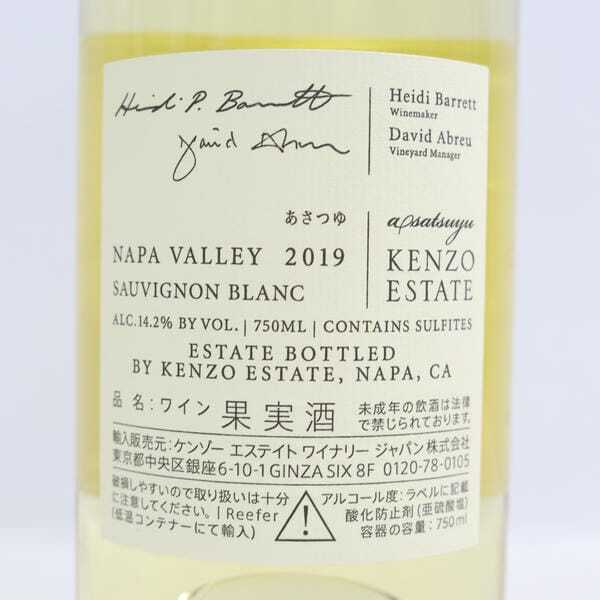 Heidi P. Barrett
David Abreu
Heidi Barrett
Winemaker
David Abreu
Vineyard Manager
あさつゆ
asatsuyu
NAPA VALLEY 2019
SAUVIGNON BLANC
KENZO
ESTATE
ALC.14.2% BY VOL. | 750ML | CONTAINS SULFITES
ESTATE BOTTLED
BY KENZO ESTATE, NAPA, CA
品 名:ワイン 果実酒 未成年の飲酒は法律
で禁じられております。
輸入販売元:ケンゾー エステイト ワイナリー ジャパン株式会社
東京都中央区銀座6-10-1 GINZA SIX 8F 0120-78-0105
破損しやすいので取り扱いは十分
に注意してください。| Reefer
(低温コンテナーにて輸入)
アルコール度:ラベルに記載
酸化防止剤(亜硫酸塩)
容器の容量:750ml